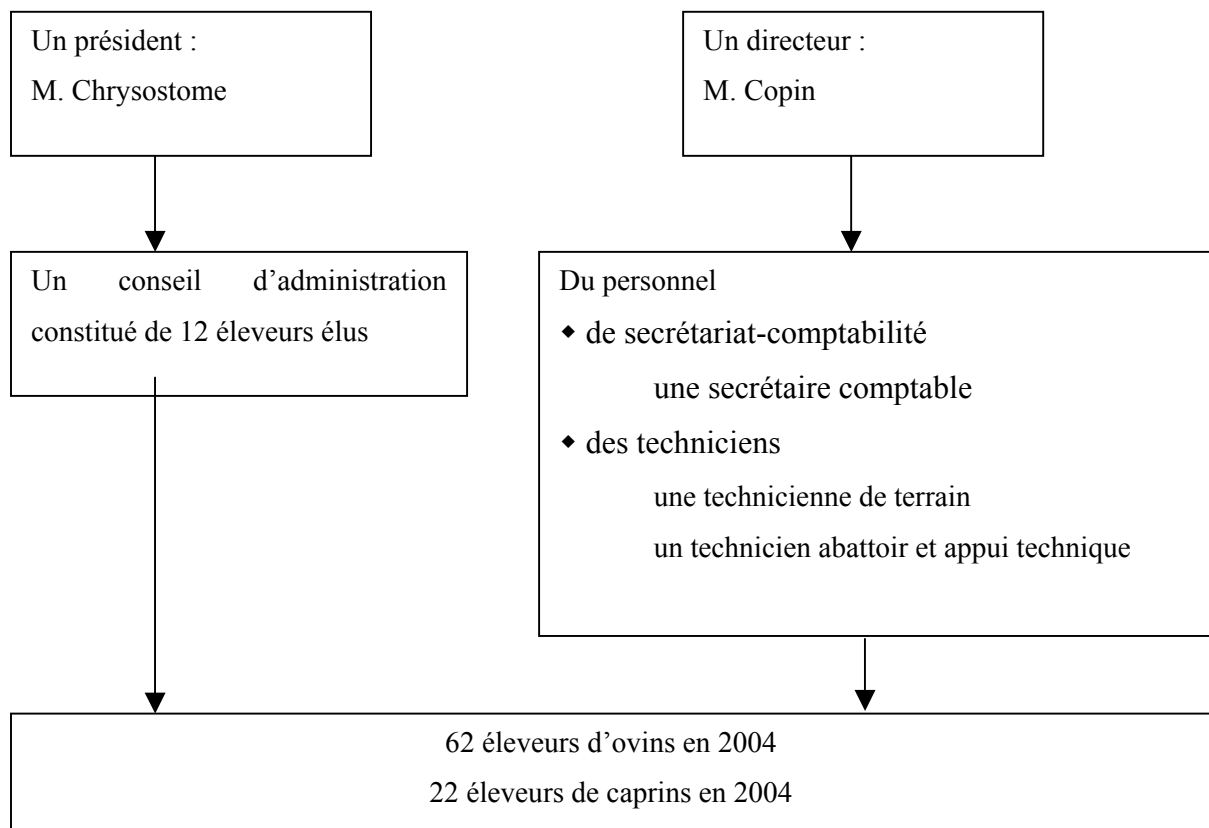 Un président :
M. Chrysostome
Un directeur :
M. Copin
Un conseil d’administration
constitué de 12 éleveurs élus
Du personnel
◆ de secrétariat-comptabilité
une secrétaire comptable
◆ des techniciens
une technicienne de terrain
un technicien abattoir et appui technique
62 éleveurs d’ovins en 2004
22 éleveurs de caprins en 2004